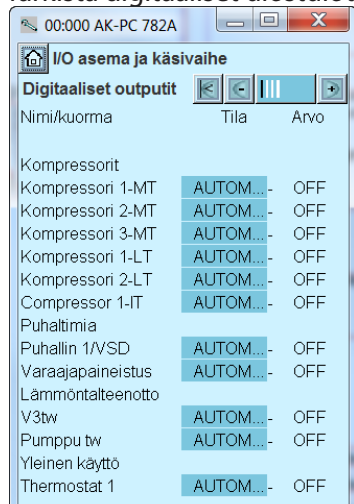 00:000 AK-PC 782A
I/O asema ja käsivaihe
Digitaaliset outputit
Nimi/kuorma Tila Arvo
Kompressorit
Kompressori 1-MT AUTOM... - OFF
Kompressori 2-MT AUTOM... - OFF
Kompressori 3-MT AUTOM... - OFF
Kompressori 1-LT AUTOM... - OFF
Kompressori 2-LT AUTOM... - OFF
Compressor 1-IT AUTOM... - OFF
Puhaltimia
Puhallin 1/VSD AUTOM... - OFF
Varaajapaineistus AUTOM... - OFF
Lämmöntalteenotto
V3tw AUTOM... - OFF
Pumppu tw AUTOM... - OFF
Yleinen käyttö
Thermostat 1 AUTOM... - OFF